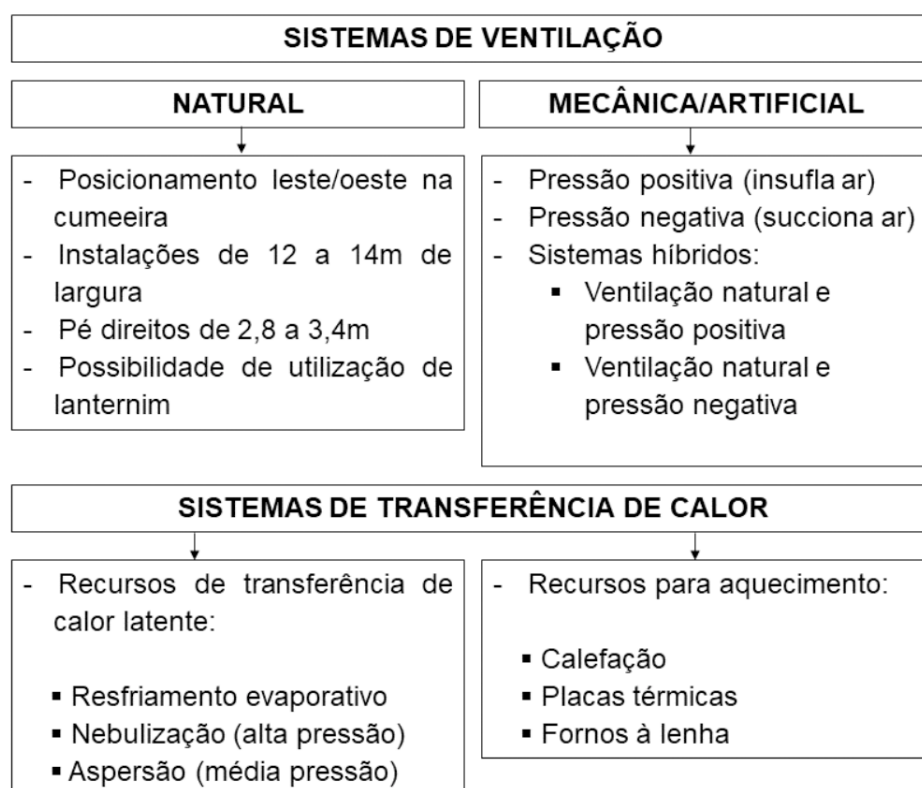 SISTEMAS DE VENTILAÇÃO
NATURAL
- Posicionamento leste/oeste na
cumeeira
- Instalações de 12 a 14m de
largura
- Pé direitos de 2,8 a 3,4m
- Possibilidade de utilização de
lanternim
MECÂNICA/ARTIFICIAL
- Pressão positiva (insufla ar)
- Pressão negativa (succiona ar)
- Sistemas híbridos:
▪ Ventilação natural e
pressão positiva
▪ Ventilação natural e
pressão negativa
SISTEMAS DE TRANSFERÊNCIA DE CALOR
- Recursos de transferência de
calor latente:
▪ Resfriamento evaporativo
▪ Nebulização (alta pressão)
▪ Aspersão (média pressão)
- Recursos para aquecimento:
▪ Calefação
▪ Placas térmicas
▪ Fornos à lenha